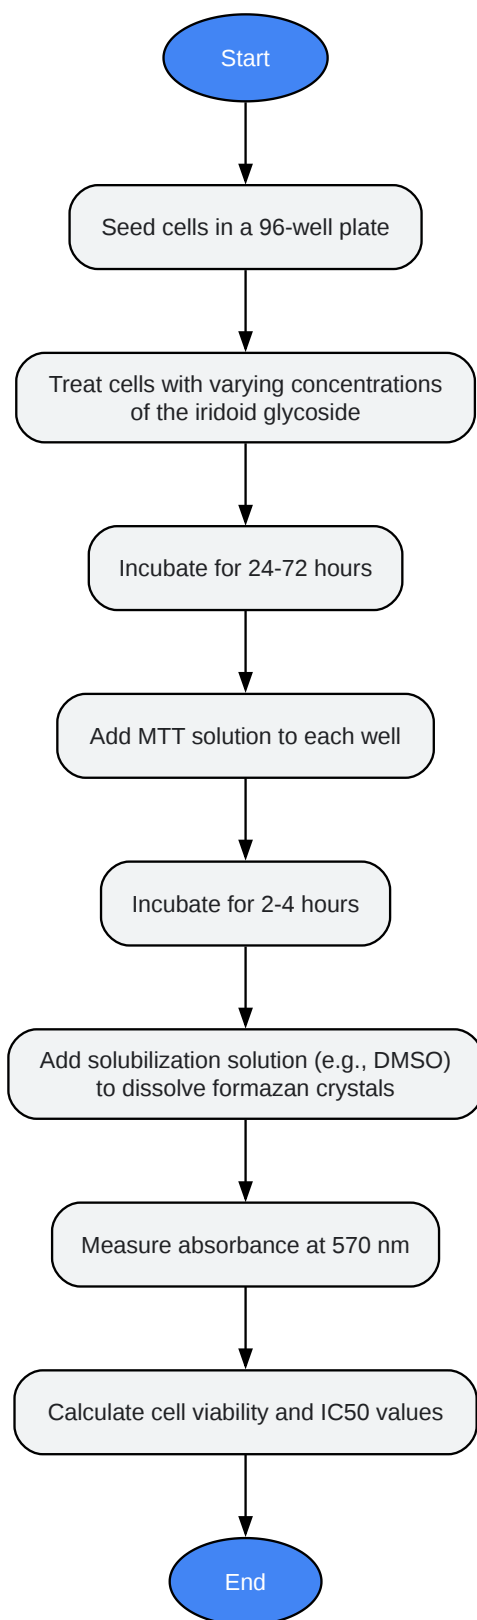 Start
Seed cells in a 96-well plate
Treat cells with varying concentrations
of the iridoid glycoside
Incubate for 24-72 hours
Add MTT solution to each well
Incubate for 2-4 hours
Add solubilization solution (e.g., DMSO)
to dissolve formazan crystals
Measure absorbance at 570 nm
Calculate cell viability and IC50 values
End